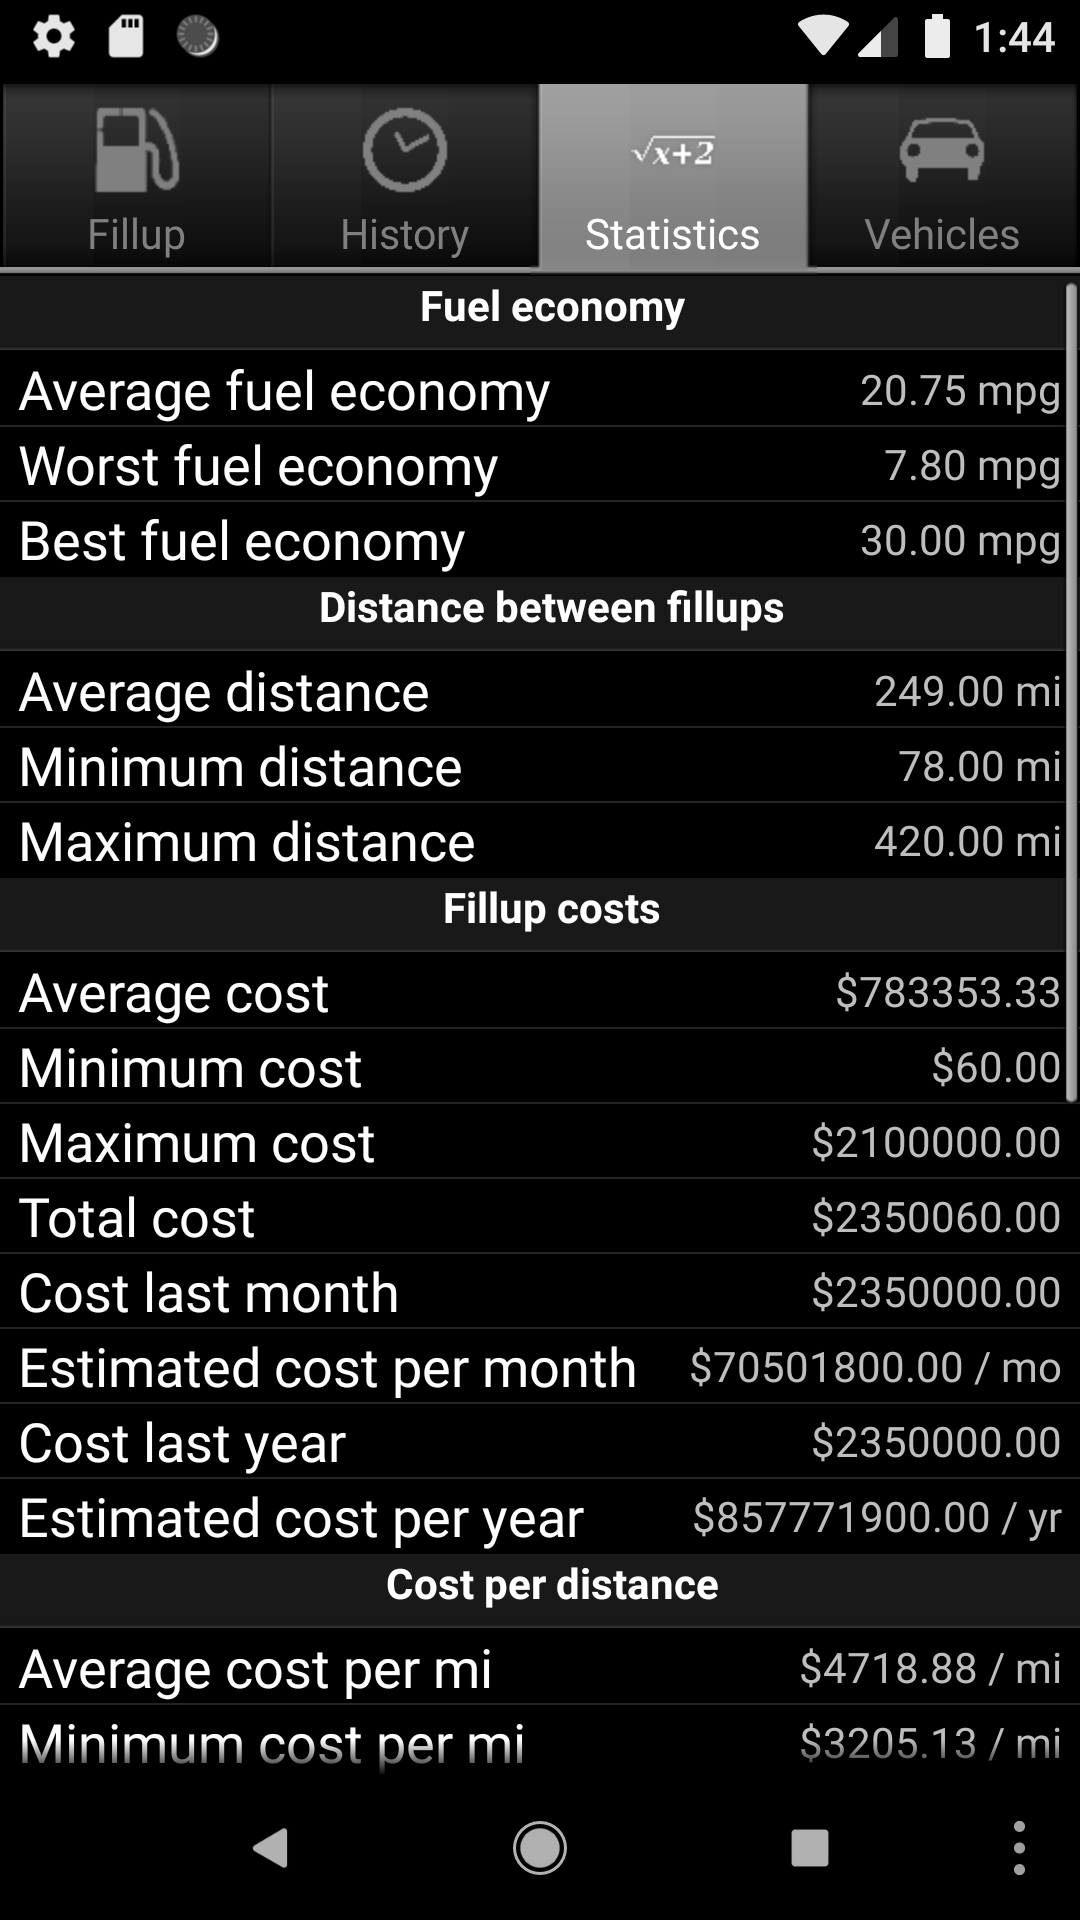 1:44
√x+2
Fillup History Statistics Vehicles
Fuel economy
Average fuel economy 20.75 mpg
Worst fuel economy 7.80 mpg
Best fuel economy 30.00 mpg
Distance between fillups
Average distance 249.00 mi
Minimum distance 78.00 mi
Maximum distance 420.00 mi
Fillup costs
Average cost $783353.33
Minimum cost $60.00
Maximum cost $2100000.00
Total cost $2350060.00
Cost last month $2350000.00
Estimated cost per month $70501800.00 / mo
Cost last year $2350000.00
Estimated cost per year $857771900.00 / yr
Cost per distance
Average cost per mi $4718.88 / mi
Minimum cost per mi $3205.13 / mi